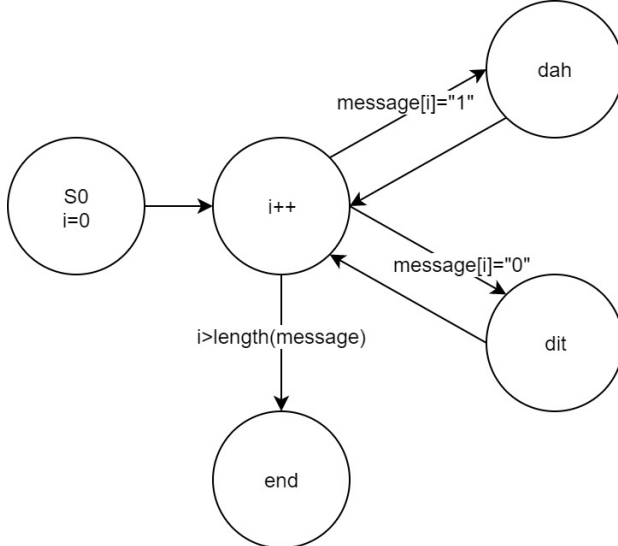 dah
message[i]="1"
S0
i=0
i++
message[i]="0"
i>length(message)
dit
end